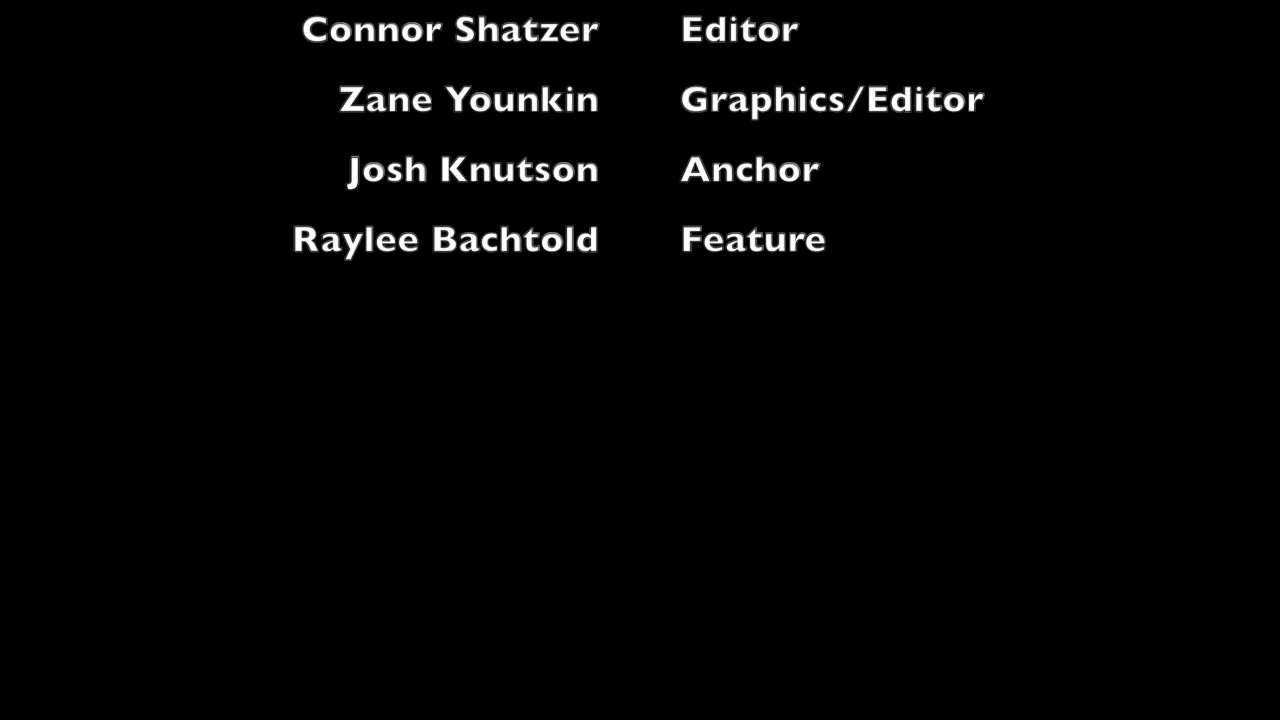 Connor Shatzer Editor
Zane Younkin Graphics/Editor
Josh Knutson Anchor
Raylee Bachtold Feature